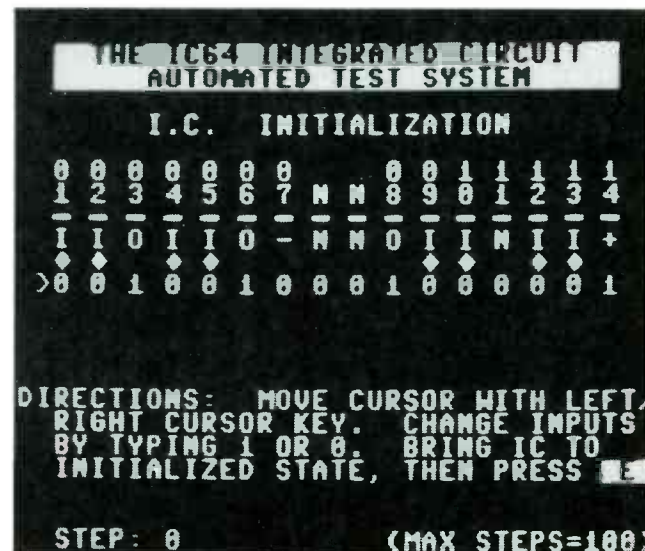 THE IC64 INTEGRATED CIRCUIT
AUTOMATED TEST SYSTEM
I.C. INITIALIZATION
0 0 0 0 0 0 0 0 0 1 1 1 1 1
1 2 3 4 5 6 7 N N 8 9 0 1 2 3 4
I I O I I O - N N O I I N I I +
>0 0 1 0 0 1 0 0 0 1 0 0 0 0 0 1
DIRECTIONS: MOVE CURSOR WITH LEFT/
RIGHT CURSOR KEY. CHANGE INPUTS
BY TYPING 1 OR 0. BRING IC TO
INITIALIZED STATE, THEN PRESS
STEP: 0 (MAX STEPS=100)